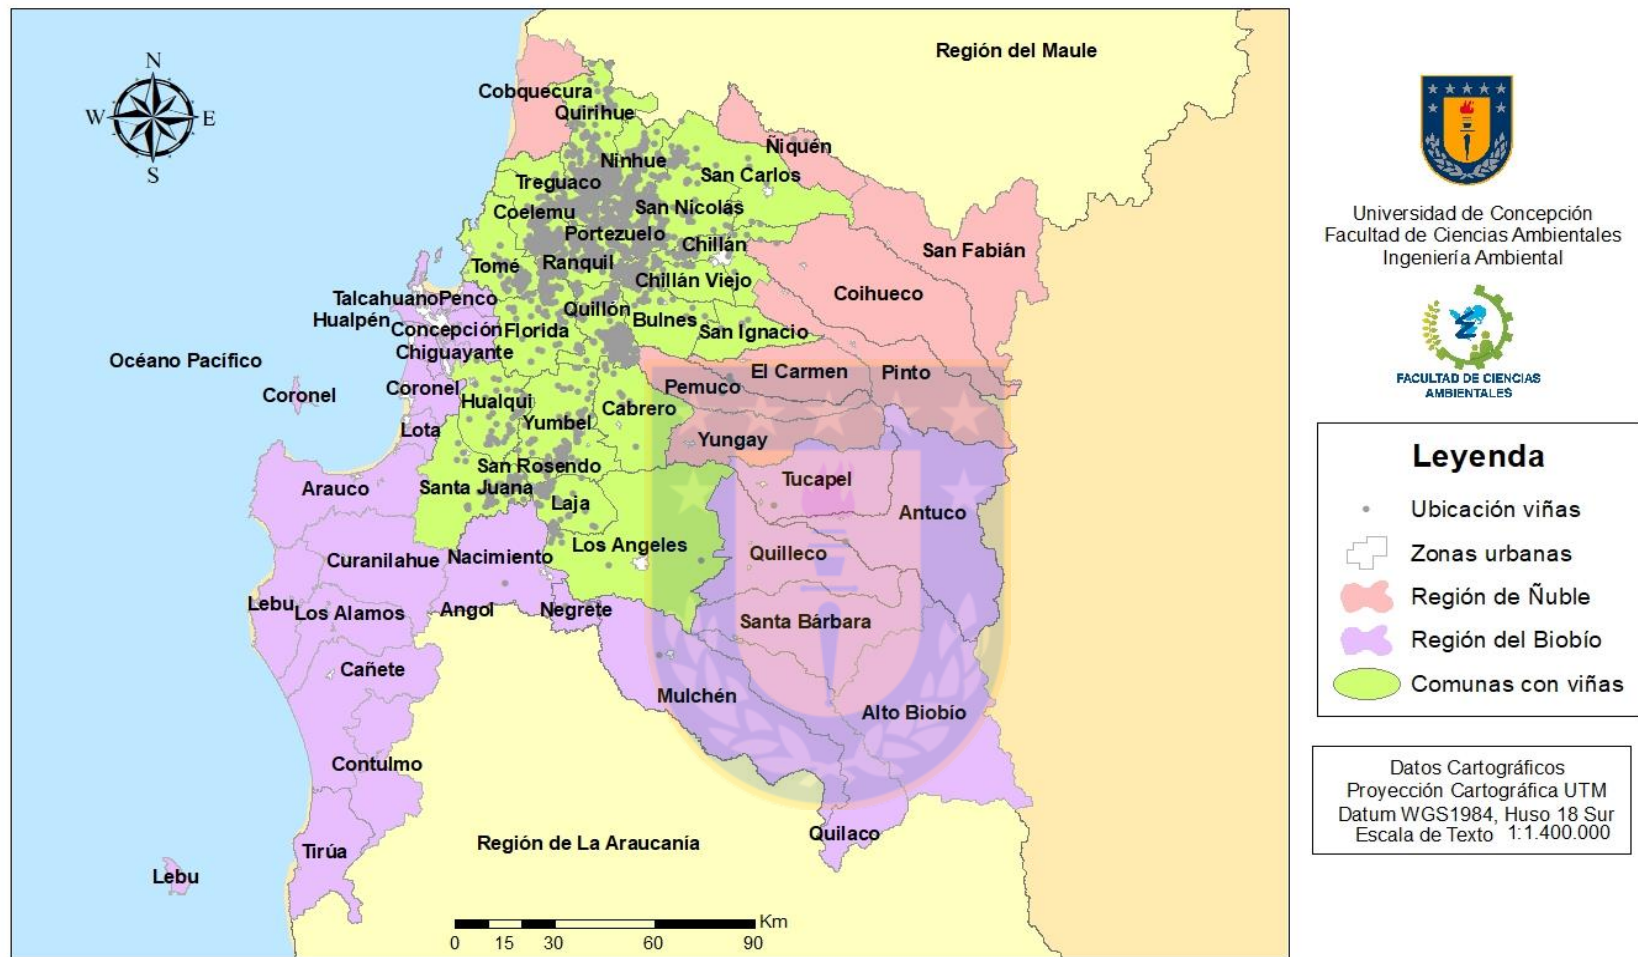 Región del Maule
Cobquecura
Quirihue
Ñiquén
Ninhue
San Carlos
Treguaco
Coelemu
San Nicolás
Portezuelo
Chillán
San Fabián
Tomé
Ranquil
Chillán Viejo
Coihueco
Talcahuano
Penco
Hualpén
Quillón
Bulnes
Concepción
Florida
San Ignacio
Chiguayante
Océano Pacífico
El Carmen
Pinto
Coronel
Coronel
Pemuco
Hualqui
Cabrero
Yumbel
Lota
Yungay
San Rosendo
Tucapel
Arauco
Santa Juana
Laja
Antuco
Los Angeles
Quilleco
Curanilahue
Nacimiento
Lebu
Los Alamos
Angol
Negrete
Santa Bárbara
Cañete
Mulchén
Alto Biobío
Contulmo
Quilaco
Región de La Araucanía
Tirúa
Lebu
N
W
E
S
Km
0 15 30 60 90
Universidad de Concepción
Facultad de Ciencias Ambientales
Ingeniería Ambiental
FACULTAD DE CIENCIAS
AMBIENTALES
Leyenda
Ubicación viñas
Zonas urbanas
Región de Ñuble
Región del Biobío
Comunas con viñas
Datos Cartográficos
Proyección Cartográfica UTM
Datum WGS1984, Huso 18 Sur
Escala de Texto 1:1.400.000